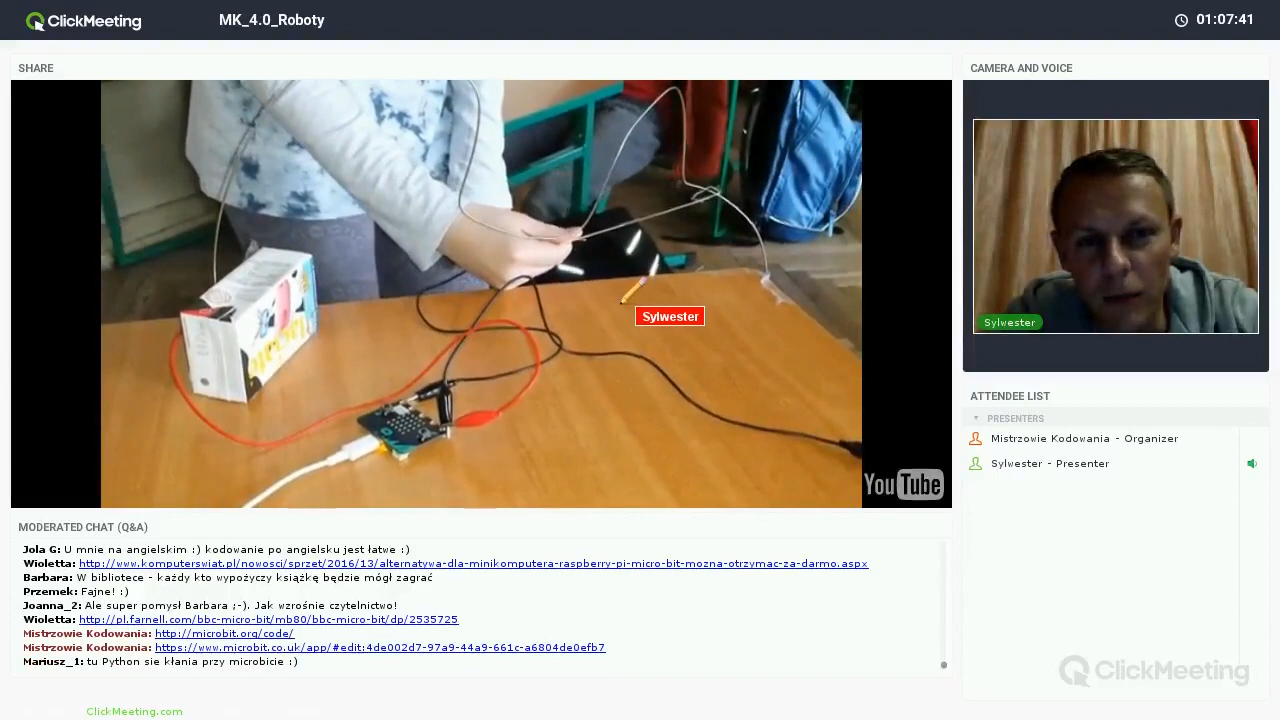 ClickMeeting
MK_4.0_Roboty
01:07:41
SHARE
Sylwester
YouTube
CAMERA AND VOICE
Sylwester
ATTENDEE LIST
PRESENTERS
Mistrzowie Kodowania - Organizer
Sylwester - Presenter
ClickMeeting
MODERATED CHAT (Q&A)
Jola G: U mnie na angielskim :) kodowanie po angielsku jest łatwe :)
Wioletta: http://www.komputerswiat.pl/nowosci/sprzet/2016/13/alternatywa-dla-minikomputera-raspberry-pi-micro-bit-mozna-otrzymac-za-darmo.aspx
Barbara: W bibliotece - każdy kto wypożyczy książkę będzie mógł zagrać
Przemek: Fajne! :)
Joanna_2: Ale super pomysł Barbara ;-). Jak wzrośnie czytelnictwo!
Wioletta: http://pl.farnell.com/bbc-micro-bit/mb80/bbc-micro-bit/dp/2535725
Mistrzowie Kodowania: http://microbit.org/code/
Mistrzowie Kodowania: https://www.microbit.co.uk/app/#edit:4de002d7-97a9-44a9-661c-a6804de0efb7
Mariusz_1: tu Python sie kłania przy microbicie :)
ClickMeeting.com